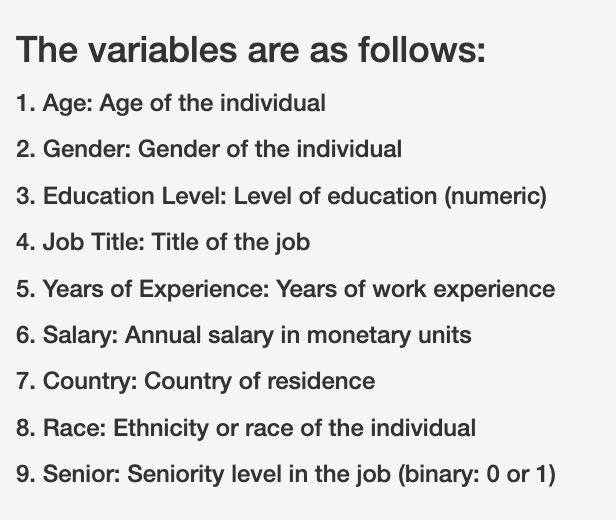 The variables are as follows:
1. Age: Age of the individual
2. Gender: Gender of the individual
3. Education Level: Level of education (numeric)
4. Job Title: Title of the job
5. Years of Experience: Years of work experience
6. Salary: Annual salary in monetary units
7. Country: Country of residence
8. Race: Ethnicity or race of the individual
9. Senior: Seniority level in the job (binary: 0 or 1)